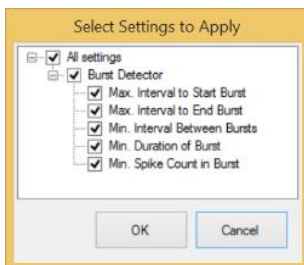 Select Settings to Apply
All settings
Burst Detector
Max. Interval to Start Burst
Max. Interval to End Burst
Min. Interval Between Bursts
Min. Duration of Burst
Min. Spike Count in Burst
OK Cancel